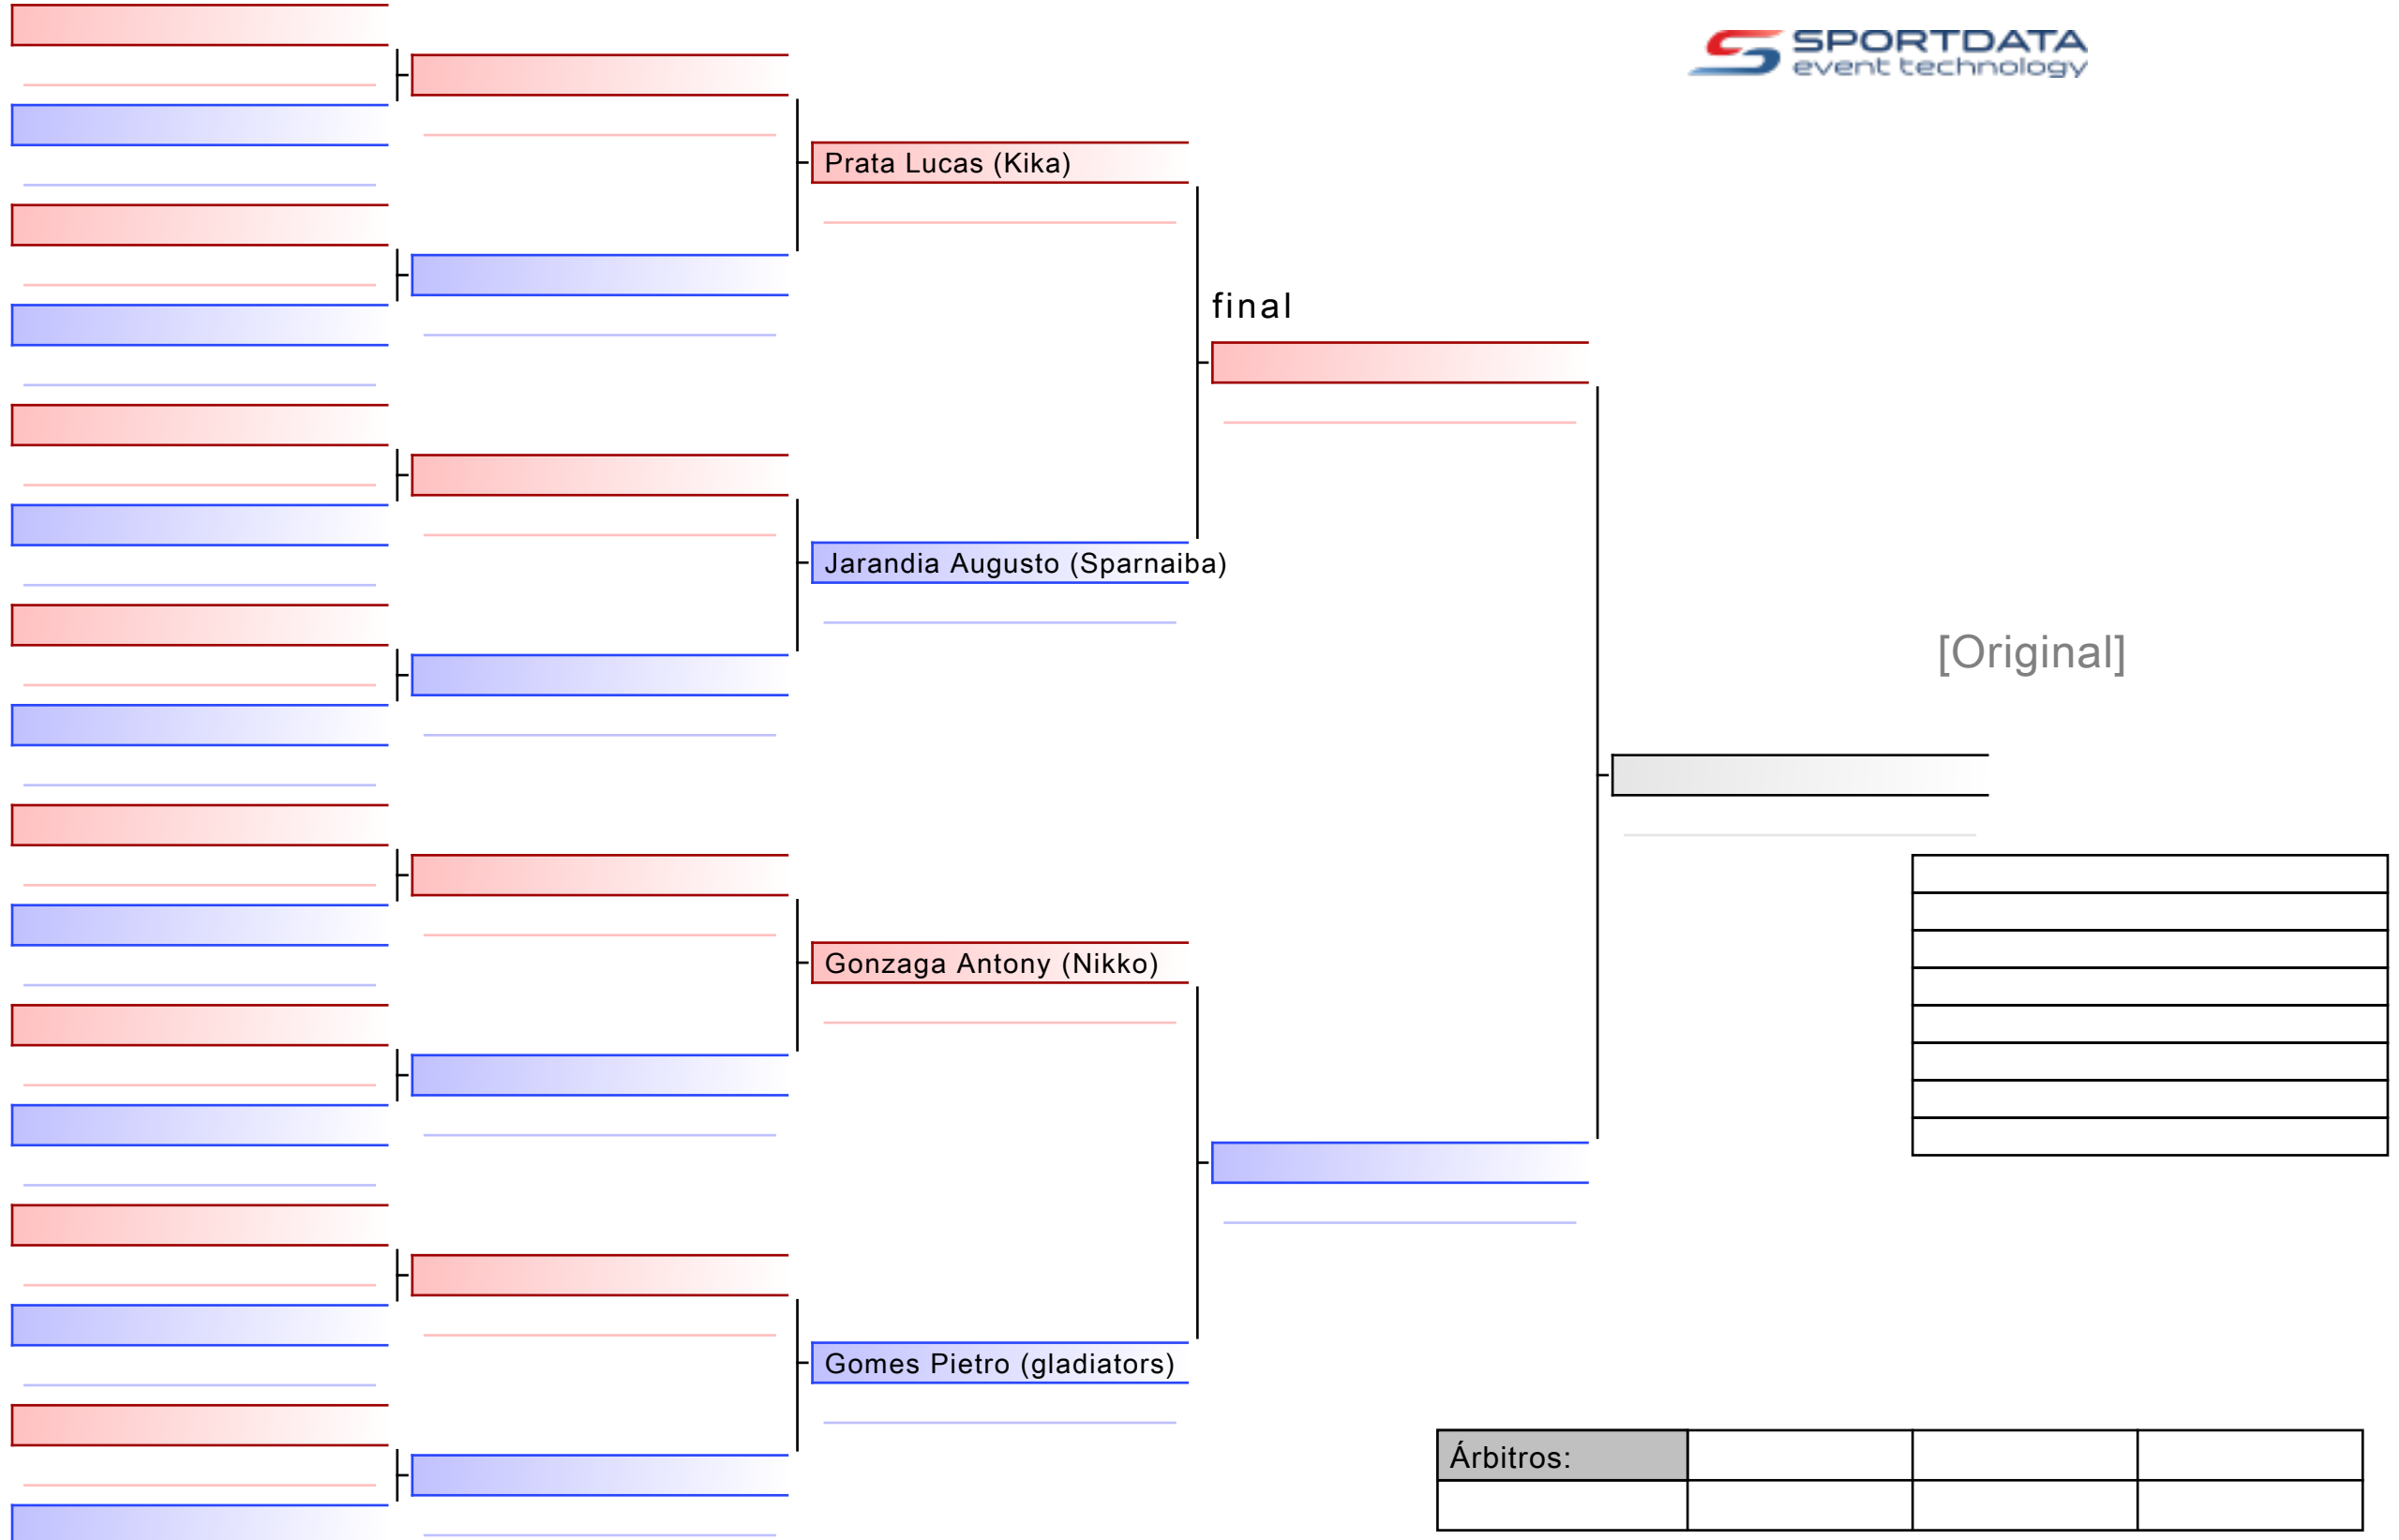 SPORTDATA
event technology
Prata Lucas (Kika)
final
Jarandia Augusto (Sparnaiba)
[Original]
Gonzaga Antony (Nikko)
Gomes Pietro (gladiators)
Árbitros: